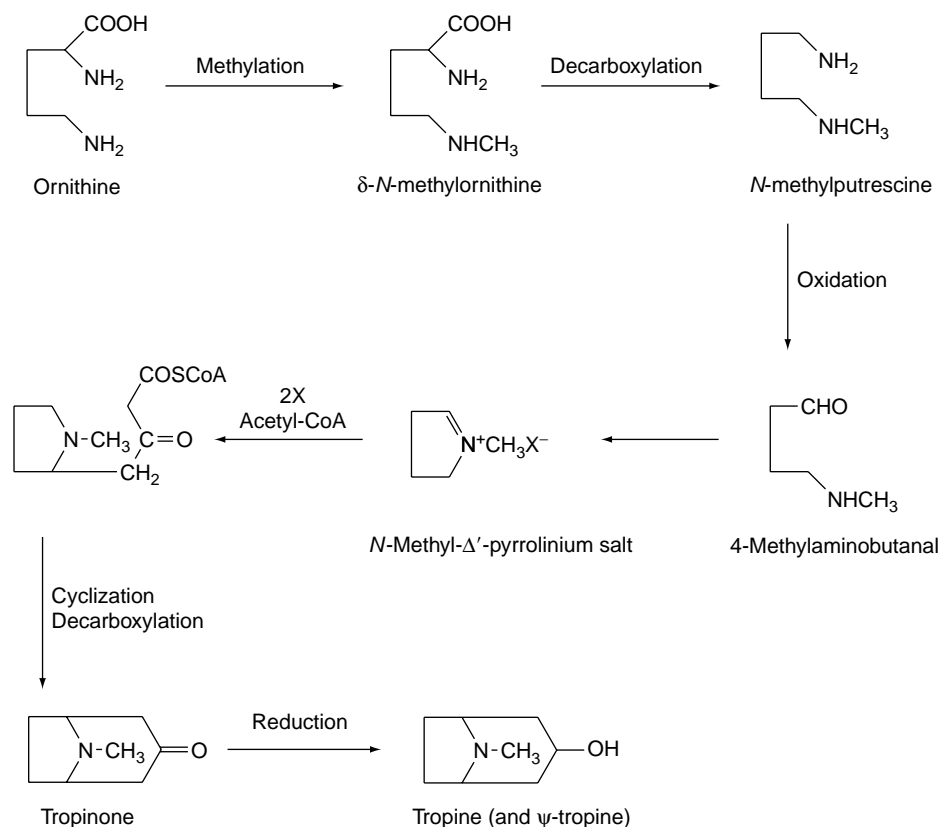 COOH
NH₂
NH₂
Ornithine
Methylation
COOH
NH₂
NHCH₃
δ-N-methylornithine
Decarboxylation
NH₂
NHCH₃
N-methylputrescine
Oxidation
CHO
NHCH₃
4-Methylaminobutanal
N⁺–CH₃X⁻
N-Methyl-Δ′-pyrrolinium salt
2X
Acetyl-CoA
COSCoA
N-CH₃ C=O
CH₂
Cyclization
Decarboxylation
N-CH₃ O
Tropinone
Reduction
N-CH₃ OH
Tropine (and ψ-tropine)